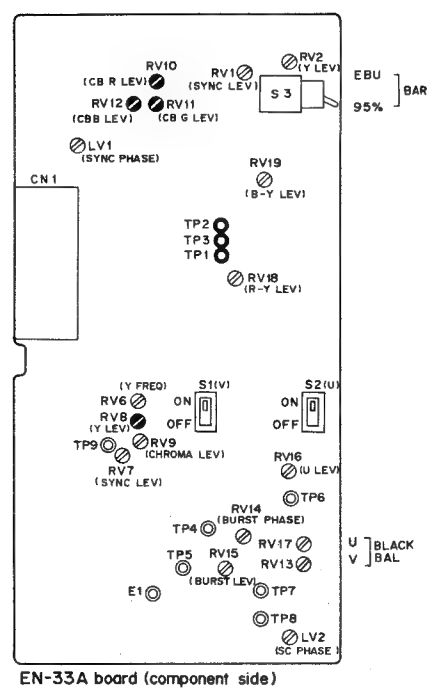 RV10
(CB R LEV)
RV1
(SYNC LEV)
RV2
(Y LEV)
EBU
S3
BAR
95%
RV12
(CBB LEV)
RV11
(CB G LEV)
LV1
(SYNC PHASE)
CN1
RV19
(B-Y LEV)
TP2
TP3
TP1
RV18
(R-Y LEV)
(Y FREQ)
RV6
S1(V)
S2(U)
ON
OFF
ON
OFF
RV8
(Y LEV)
TP9
RV9
(CHROMA LEV)
RV7
(SYNC LEV)
RV16
(U LEV)
TP6
RV14
(BURST PHASE)
TP4
RV17
U
BLACK
BAL
V
RV13
TP5
RV15
(BURST LEV)
E1
TP7
TP8
LV2
(SC PHASE)
EN-33A board (component side)